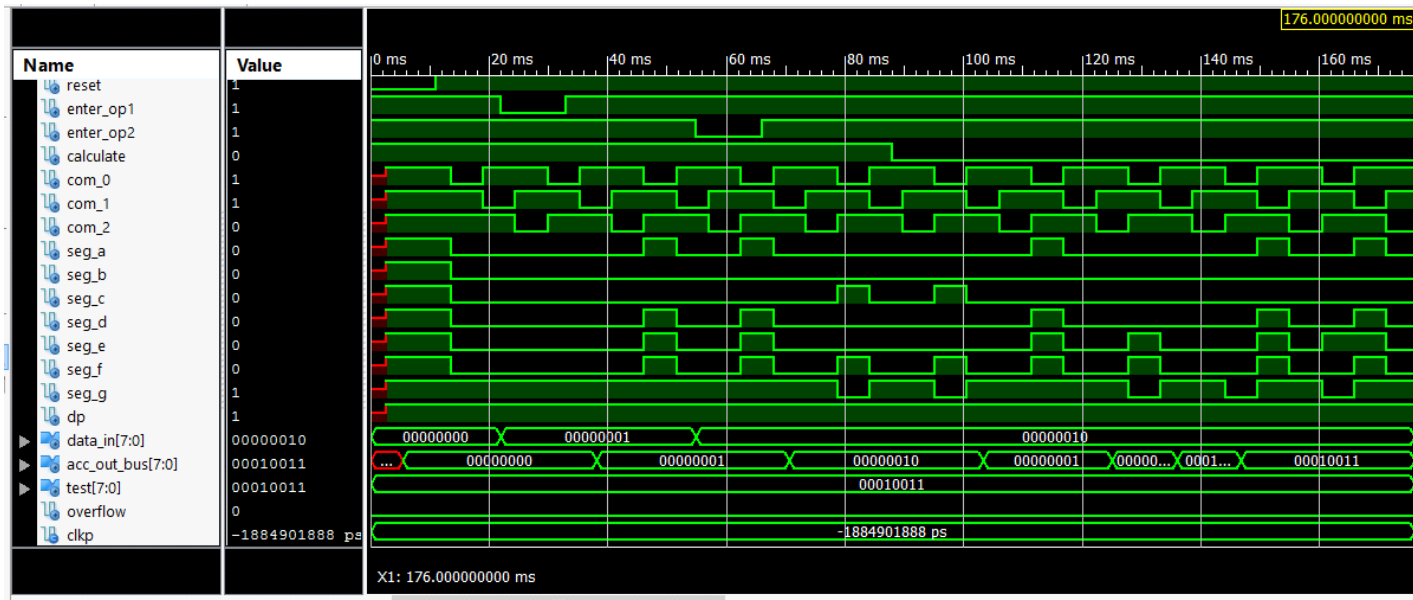 176.000000000 ms
Name Value 0 ms 20 ms 40 ms 60 ms 80 ms 100 ms 120 ms 140 ms 160 ms
reset 1
enter_op1 1
enter_op2 1
calculate 0
com_0 1
com_1 1
com_2 0
seg_a 0
seg_b 0
seg_c 0
seg_d 0
seg_e 0
seg_f 0
seg_g 1
dp 1
data_in[7:0] 00000010 00000000 00000001 00000010
acc_out_bus[7:0] 00010011 ... 00000000 00000001 00000010 00000001 00000... 0001... 00010011
test[7:0] 00010011 00010011
overflow 0
clkp -1884901888 ps -1884901888 ps
X1: 176.000000000 ms